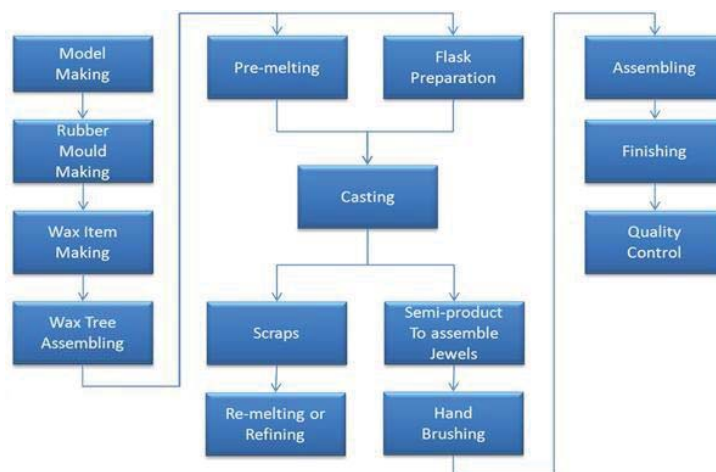 Model
Making
Rubber
Mould
Making
Wax Item
Making
Wax Tree
Assembling
Pre-melting
Flask
Preparation
Casting
Scraps
Semi-product
To assemble
Jewels
Re-melting or
Refining
Hand
Brushing
Assembling
Finishing
Quality
Control